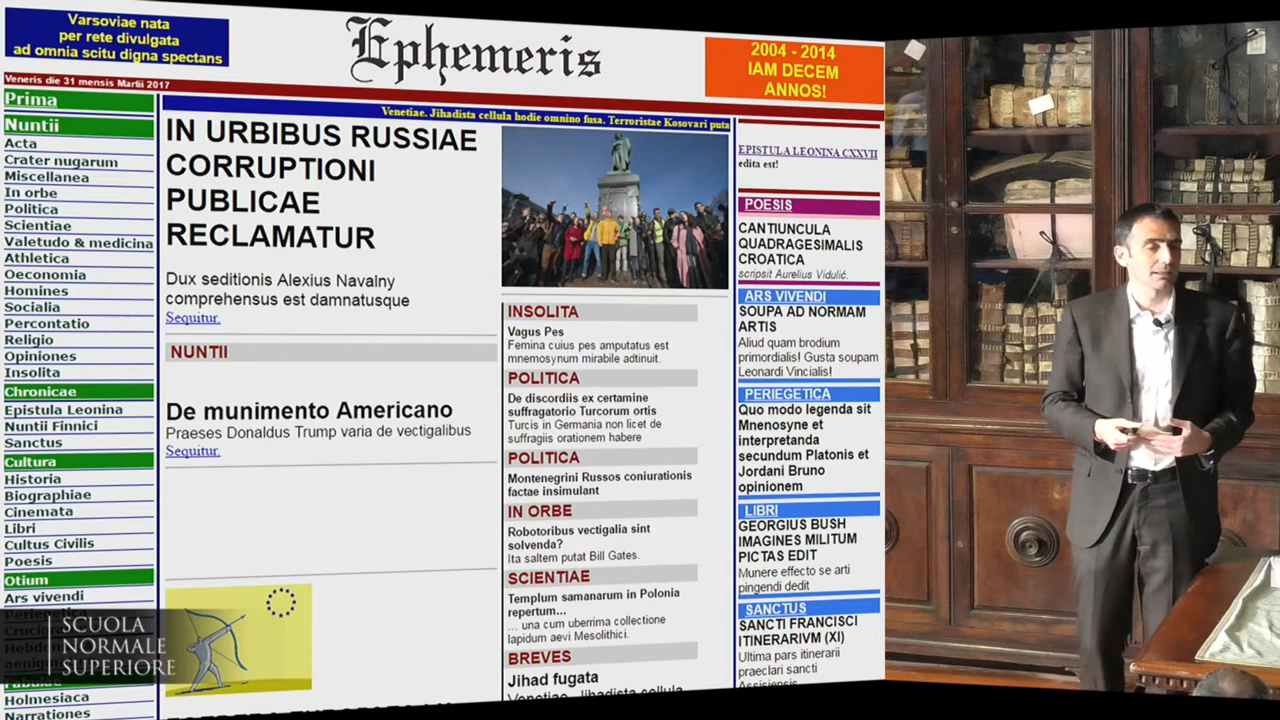 Varsoviae nata
per rete divulgata
ad omnia scitu digna spectans
Ephemeris
2004 - 2014
IAM DECEM
ANNOS!
Veneris die 31 mensis Martii 2017
Prima
Nuntii
Acta
Crater nugarum
Miscellanea
In orbe
Politica
Scientiae
Valetudo & medicina
Athletica
Oeconomia
Homines
Socialia
Percontatio
Religio
Opiniones
Insolita
Chronicae
Epistula Leonina
Nuntii Finnici
Sanctus
Cultura
Historia
Biographiae
Cinemata
Libri
Cultus Civilis
Poesis
Otium
Ars vivendi
Periegetica
Holmesiaca
Narrationes
SCUOLA
NORMALE
SUPERIORE
Venetiae. Jihadista cellula hodie omnino fusa. Terroristae Kosovari puta
IN URBIBUS RUSSIAE
CORRUPTIONI
PUBLICAE
RECLAMATUR
Dux seditionis Alexius Navalny
comprehensus est damnatusque
Sequitur.
NUNTII
De munimento Americano
Praeses Donaldus Trump varia de vectigalibus
Sequitur.
INSOLITA
Vagus Pes
Femina cuius pes amputatus est
mnemosynum mirabile adtinuit.
POLITICA
De discordiis ex certamine
suffragatorio Turcorum ortis
Turcis in Germania non licet de
suffragiis orationem habere
POLITICA
Montenegrini Russos coniurationis
factae insimulant
IN ORBE
Robotoribus vectigalia sint
solvenda?
Ita saltem putat Bill Gates.
SCIENTIAE
Templum samanarum in Polonia
repertum...
... una cum uberrima collectione
lapidum aevi Mesolithici.
BREVES
Jihad fugata
Venetiae. Jihadista cellula
EPISTULA LEONINA CXXVII
edita est!
POESIS
CANTIUNCULA
QUADRAGESIMALIS
CROATICA
scripsit Aurelius Vidulić.
ARS VIVENDI
SOUPA AD NORMAM
ARTIS
Aliud quam brodium
primordialis! Gusta soupam
Leonardi Vincialis!
PERIEGETICA
Quo modo legenda sit
Mnenosyne et
interpretanda
secundum Platonis et
Jordani Bruno
opinionem
LIBRI
GEORGIUS BUSH
IMAGINES MILITUM
PICTAS EDIT
Munere effecto se arti
pingendi dedit
SANCTUS
SANCTI FRANCISCI
ITINERARIVM (XI)
Ultima pars itinerarii
praeclari sancti
Assisiensis